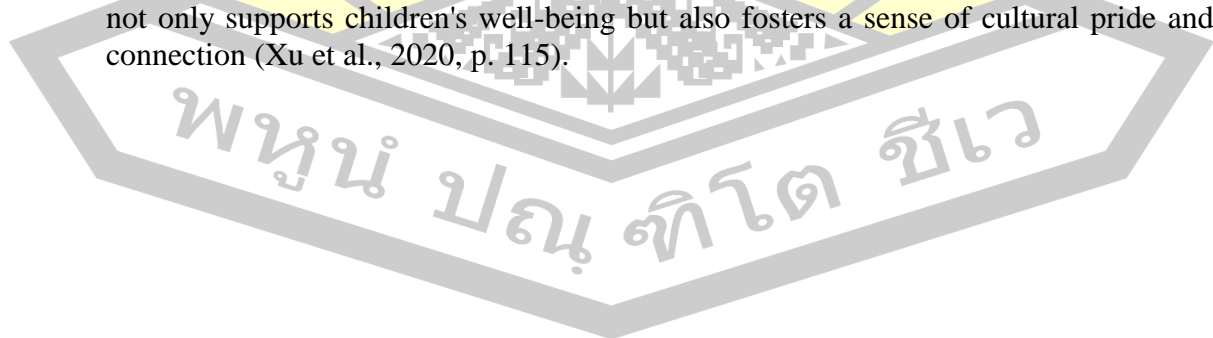 not only supports children's well-being but also fosters a sense of cultural pride and
connection (Xu et al., 2020, p. 115).
พหูนํ ปณฺฑิโต ชีเว